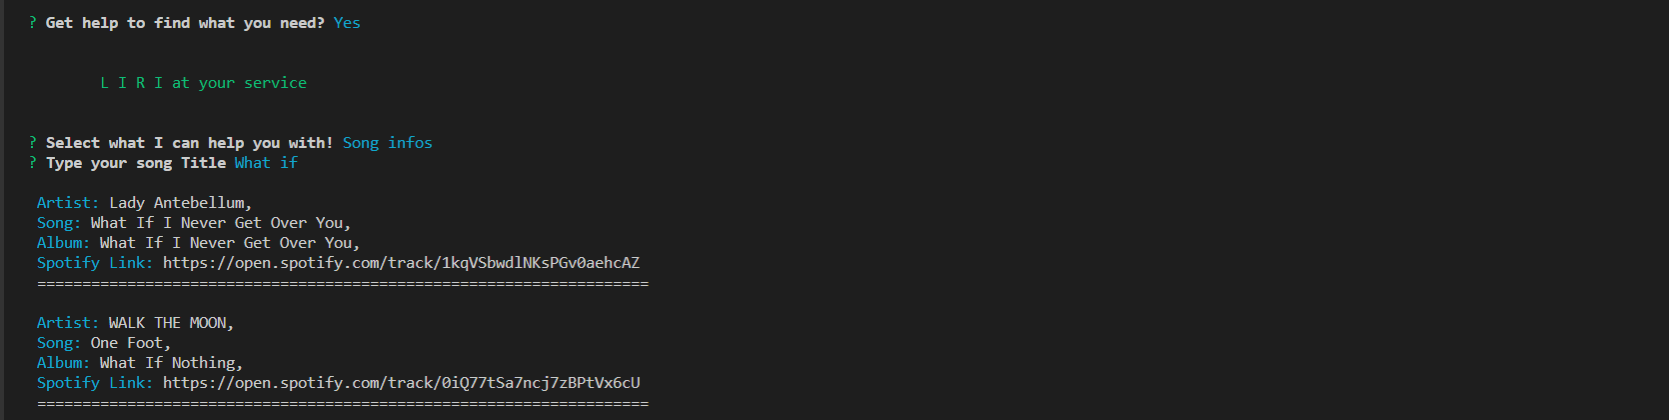 ? Get help to find what you need? Yes
L I R I at your service
? Select what I can help you with! Song infos
? Type your song Title What if
Artist: Lady Antebellum,
Song: What If I Never Get Over You,
Album: What If I Never Get Over You,
Spotify Link: https://open.spotify.com/track/1kqVSbwdlNKsPGv0aehcAZ
====================================================================
Artist: WALK THE MOON,
Song: One Foot,
Album: What If Nothing,
Spotify Link: https://open.spotify.com/track/0iQ77tSa7ncj7zBPtVx6cU
====================================================================